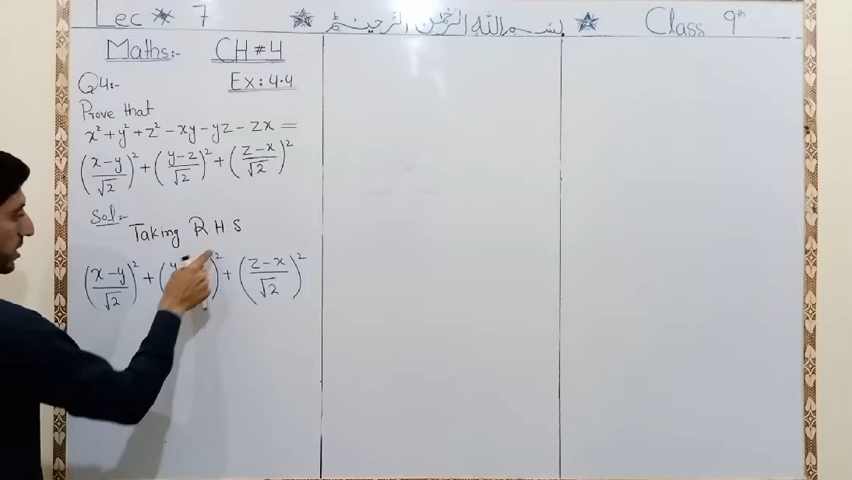 Lec * 7
بسم الله الرحمن الرحيم
Class 9th
Maths:- CH # 4
Q4:- Ex: 4.4
Prove that
x² + y² + z² - xy - yz - zx =
((x-y)/√2)² + ((y-z)/√2)² + ((z-x)/√2)²
Sol:-
Taking R H S
((x-y)/√2)² + ( )² + ((z-x)/√2)²